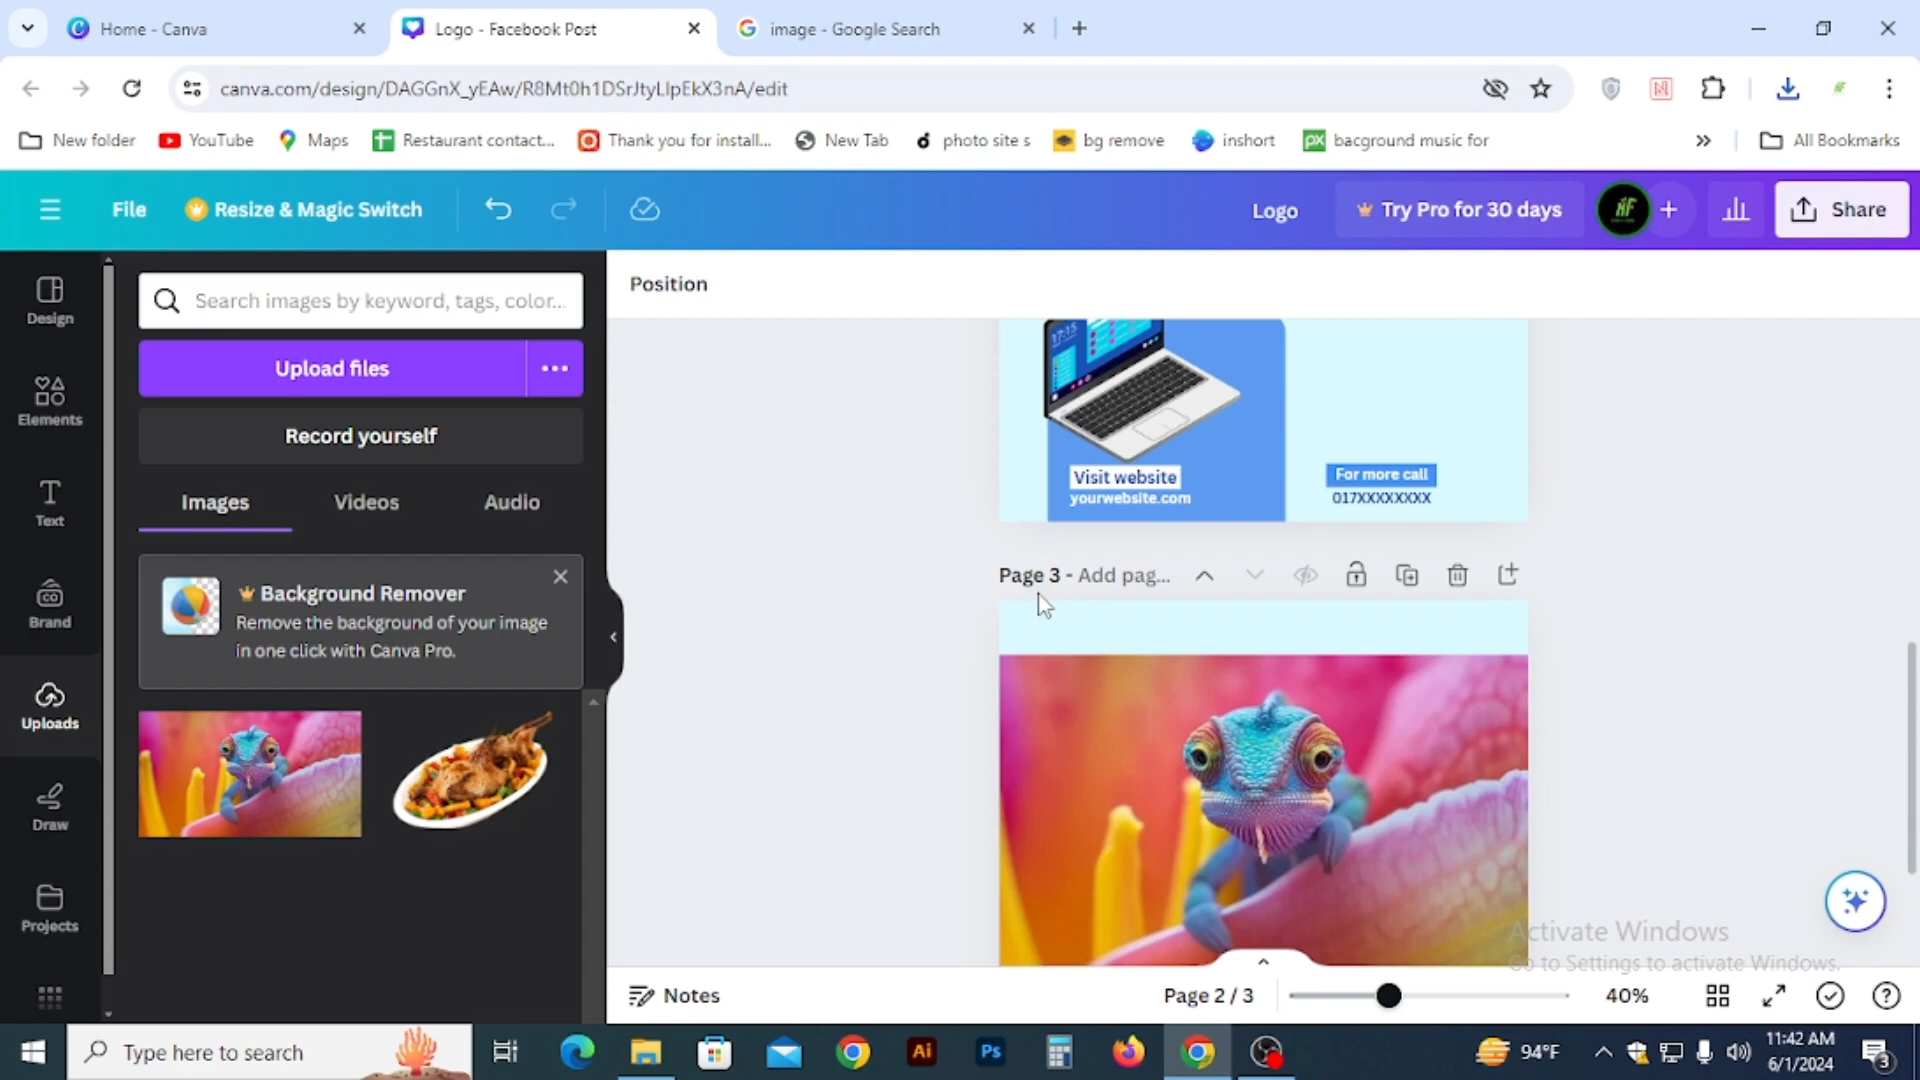 Home - Canva
Logo - Facebook Post
image - Google Search
canva.com/design/DAGGnX_yEAw/R8Mt0h1DSrJtyLlpEkX3nA/edit
New folder
YouTube
Maps
Restaurant contact...
Thank you for install...
New Tab
photo site s
bg remove
inshort
bacground music for
All Bookmarks
File
Resize & Magic Switch
Logo
Try Pro for 30 days
Share
Design
Elements
Text
Brand
Uploads
Draw
Projects
Search images by keyword, tags, color...
Upload files
Record yourself
Images
Videos
Audio
Background Remover
Remove the background of your image
in one click with Canva Pro.
Position
17:15
Visit website
yourwebsite.com
For more call
017XXXXXXXX
Page 3 - Add pag...
Activate Windows
Go to Settings to activate Windows.
Notes
Page 2 / 3
40%
Type here to search
Ai
Ps
94°F
11:42 AM
6/1/2024
3